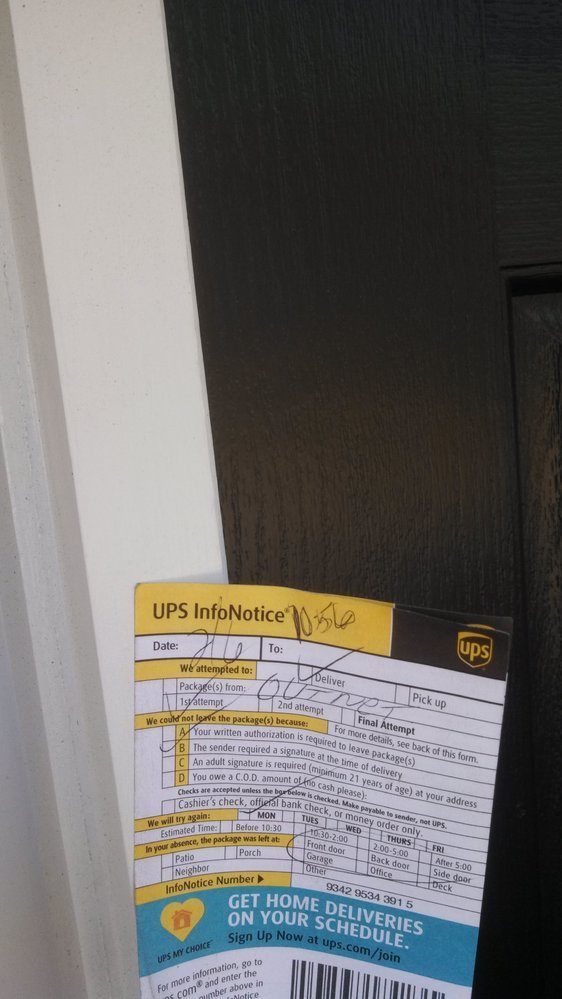 UPS InfoNotice® 10:56
ups
Date: 2/6 To:
We attempted to: Deliver Pick up
Package(s) from:
1st attempt 2nd attempt Final Attempt
We could not leave the package(s) because: For more details, see back of this form.
A Your written authorization is required to leave package(s)
B The sender required a signature at the time of delivery
C An adult signature is required (minimum 21 years of age) at your address
D You owe a C.O.D. amount of (no cash please).
Checks are accepted unless the box below is checked. Make payable to sender, not UPS.
Cashier's check, official bank check, or money order only.
We will try again: MON TUES WED THURS FRI
Estimated Time: Before 10:30 10:30-2:00 2:00-5:00 After 5:00
In your absence, the package was left at: Front door Back door Side door
Patio Porch Garage Office Deck
Neighbor Other
InfoNotice Number 9342 9534 391 5
GET HOME DELIVERIES
ON YOUR SCHEDULE.
UPS MY CHOICE® Sign Up Now at ups.com/join
For more information, go to
ups.com® and enter the
number above in